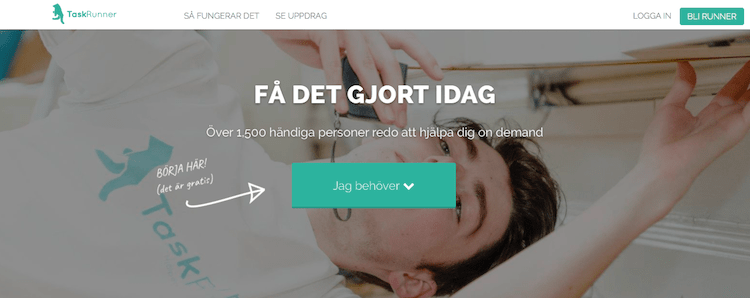 TaskRunner
SÅ FUNGERAR DET
SE UPPDRAG
LOGGA IN
BLI RUNNER
FÅ DET GJORT IDAG
Över 1,500 händiga personer redo att hjälpa dig on demand
BÖRJA HÄR!
(det är gratis)
Jag behöver